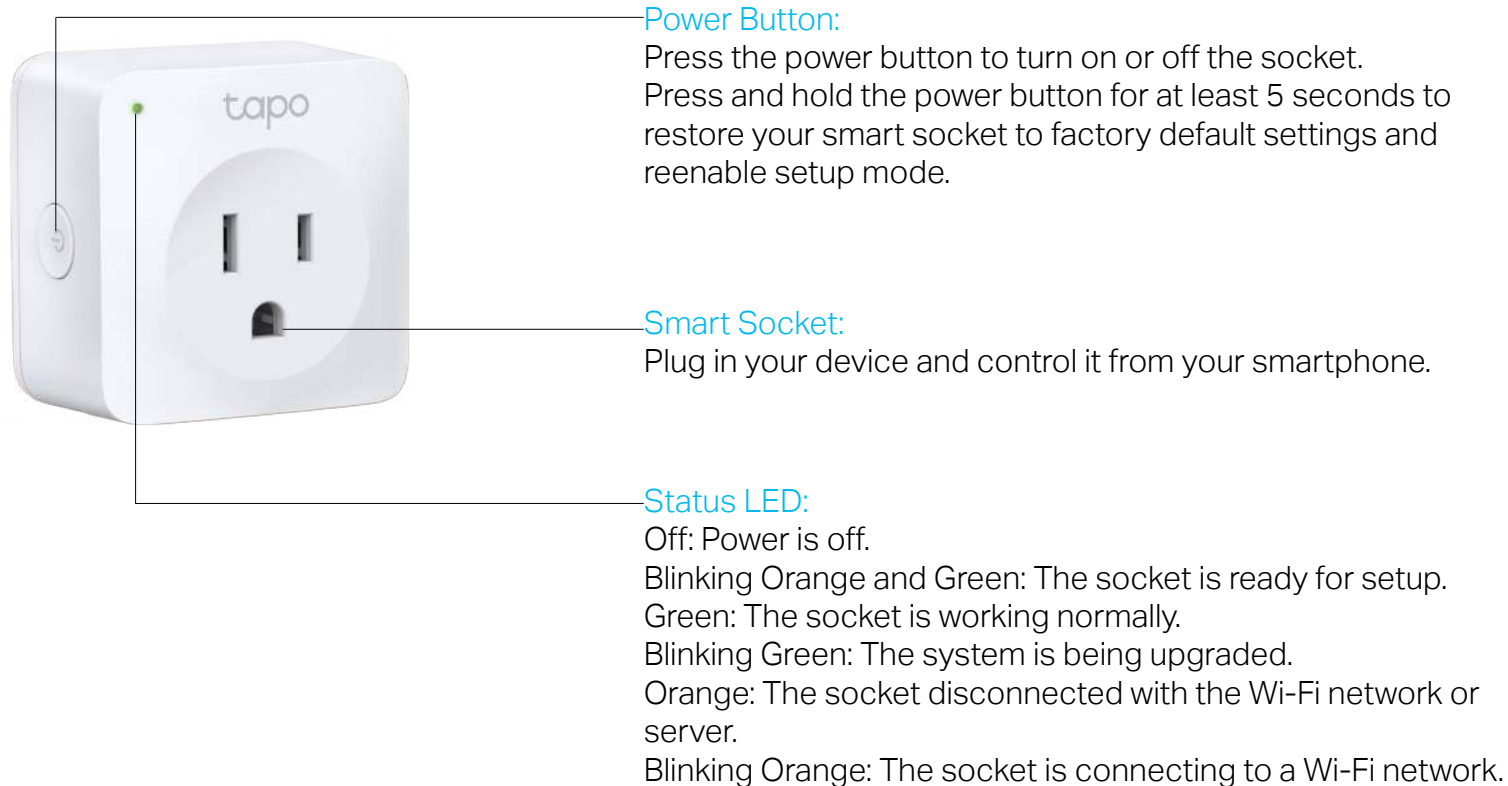 Power Button:
Press the power button to turn on or off the socket.
Press and hold the power button for at least 5 seconds to
restore your smart socket to factory default settings and
reenable setup mode.
tapo
Smart Socket:
Plug in your device and control it from your smartphone.
Status LED:
Off: Power is off.
Blinking Orange and Green: The socket is ready for setup.
Green: The socket is working normally.
Blinking Green: The system is being upgraded.
Orange: The socket disconnected with the Wi-Fi network or
server.
Blinking Orange: The socket is connecting to a Wi-Fi network.